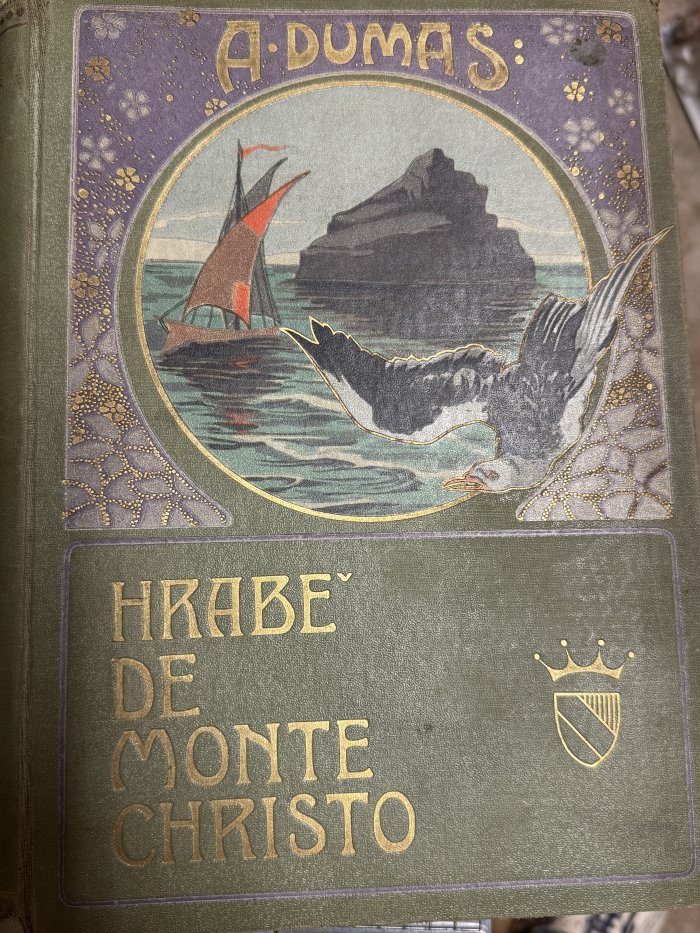 A·DUMAS:
HRABĚ
DE
MONTE
CHRISTO